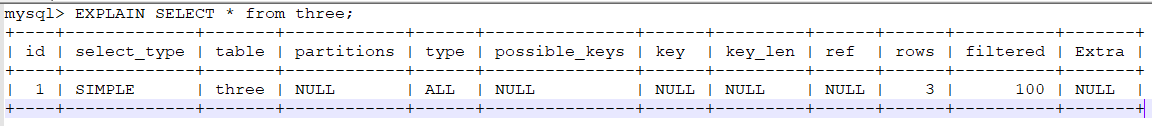 mysql> EXPLAIN SELECT * from three;
+----+-------------+-------+------------+------+---------------+------+---------+------+------+----------+-------+
| id | select_type | table | partitions | type | possible_keys | key | key_len | ref | rows | filtered | Extra |
+----+-------------+-------+------------+------+---------------+------+---------+------+------+----------+-------+
| 1 | SIMPLE | three | NULL | ALL | NULL | NULL | NULL | NULL | 3 | 100 | NULL |
+----+-------------+-------+------------+------+---------------+------+---------+------+------+----------+-------+